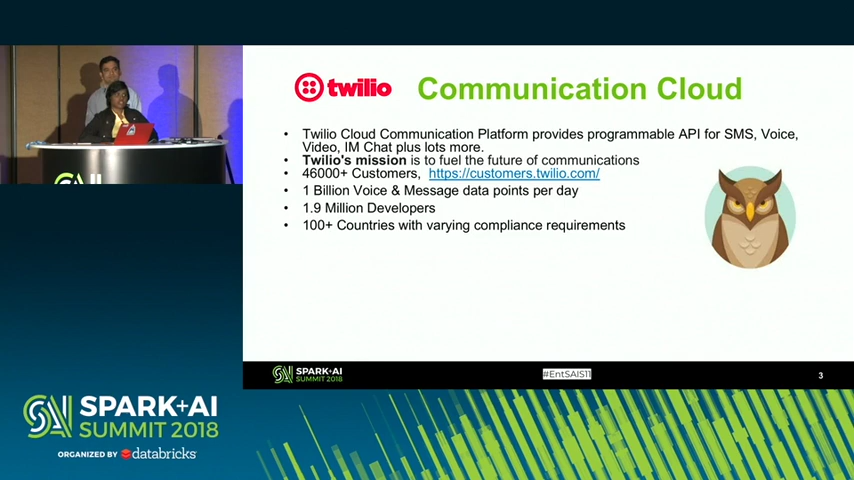 twilio Communication Cloud
• Twilio Cloud Communication Platform provides programmable API for SMS, Voice,
Video, IM Chat plus lots more.
• Twilio's mission is to fuel the future of communications
• 46000+ Customers, https://customers.twilio.com/
• 1 Billion Voice & Message data points per day
• 1.9 Million Developers
• 100+ Countries with varying compliance requirements
SPARK+AI
SUMMIT 2018
#EntSAIS11
3
SPARK+AI
SUMMIT 2018
ORGANIZED BY databricks